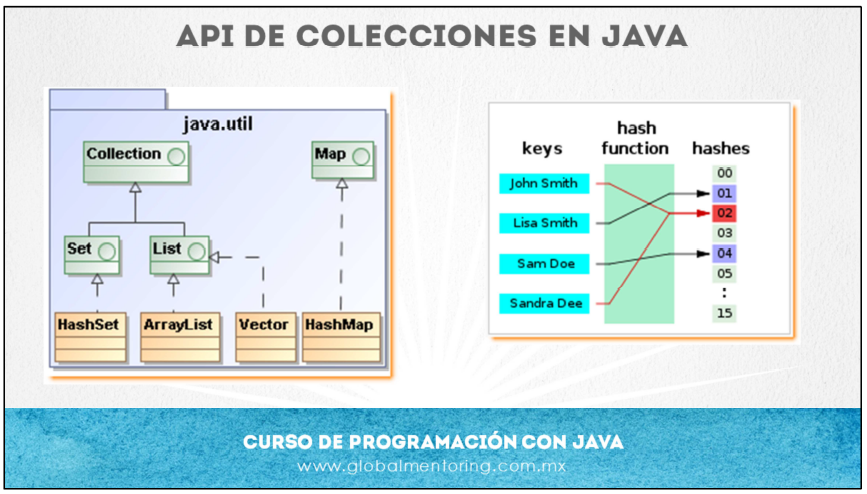 API DE COLECCIONES EN JAVA
java.util
Collection
Map
Set
List
HashSet
ArrayList
Vector
HashMap
keys
hash
function
hashes
John Smith
Lisa Smith
Sam Doe
Sandra Dee
00
01
02
03
04
05
:
15
CURSO DE PROGRAMACIÓN CON JAVA
www.globalmentoring.com.mx